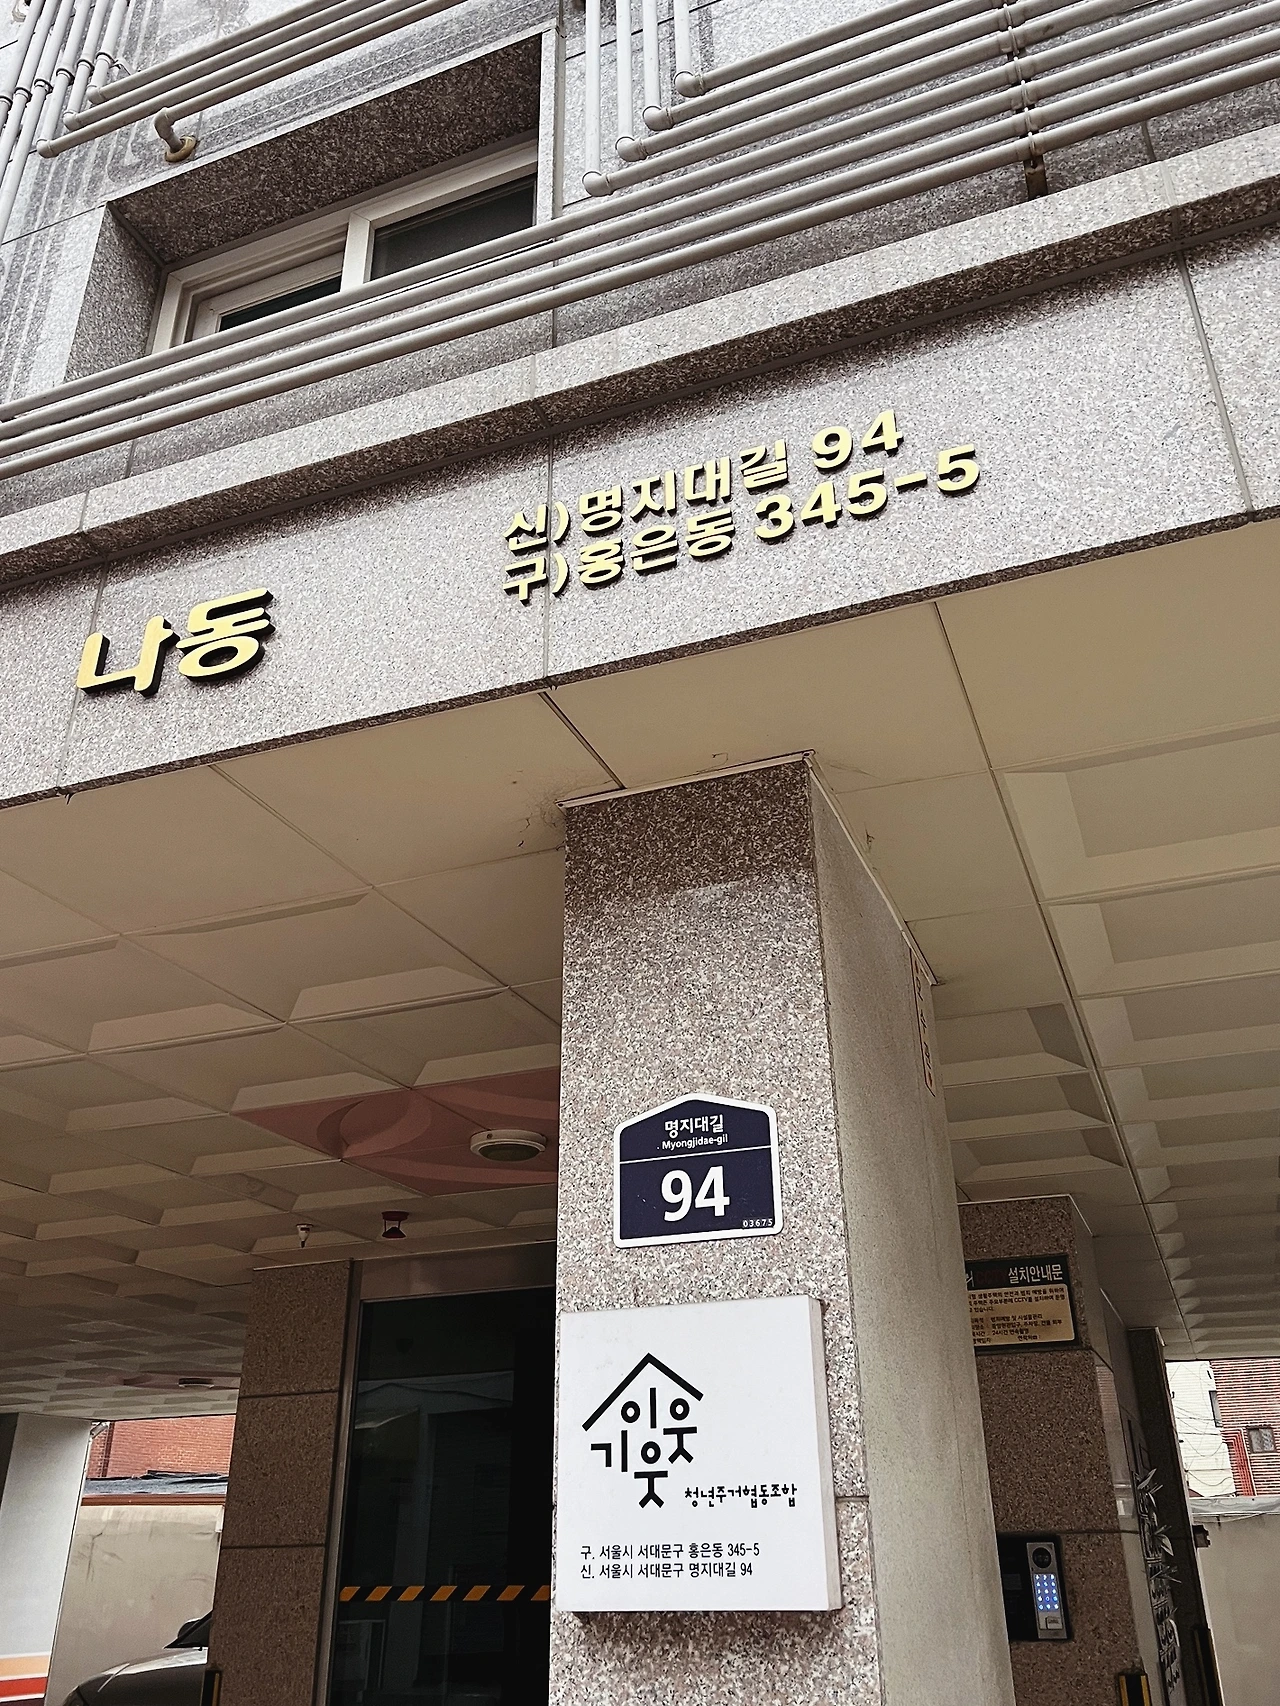 신) 명지대길 94
구) 홍은동 345-5
나동
명지대길
Myongjidae-gil
94
03675
이웃
기웃
청년주거협동조합
구. 서울시 서대문구 홍은동 345-5
신. 서울시 서대문구 명지대길 94
CCTV 설치안내문